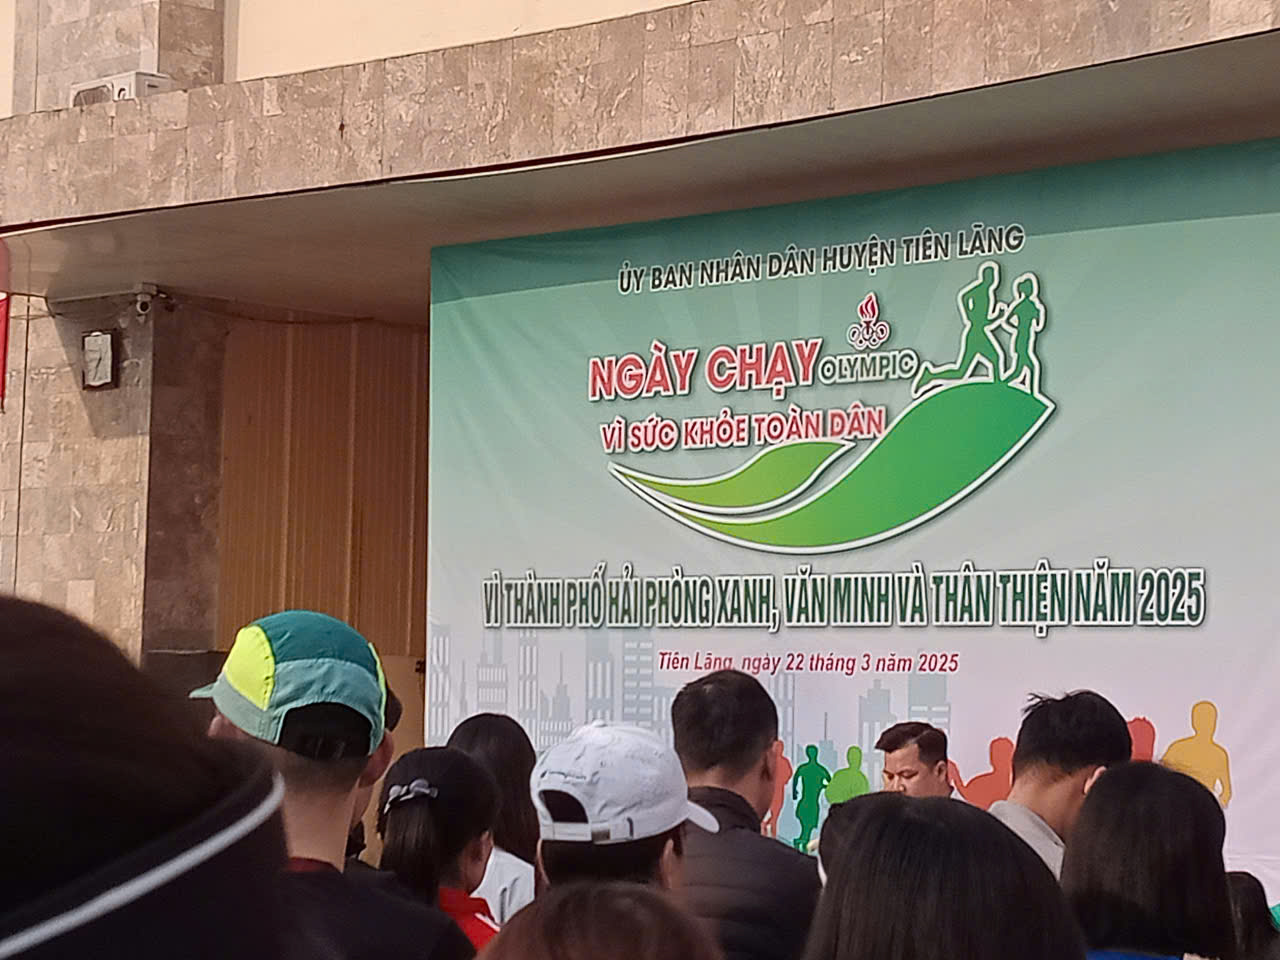 ỦY BAN NHÂN DÂN HUYỆN TIÊN LÃNG
NGÀY CHẠY OLYMPIC
VÌ SỨC KHỎE TOÀN DÂN
VÌ THÀNH PHỐ HẢI PHÒNG XANH, VĂN MINH VÀ THÂN THIỆN NĂM 2025
Tiên Lãng, ngày 22 tháng 3 năm 2025